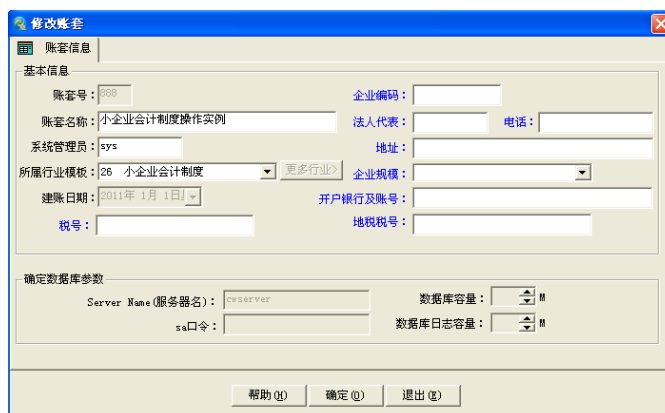 修改账套
账套信息
基本信息
账套号：888
企业编码：
账套名称：小企业会计制度操作实例
法人代表：
电话：
系统管理员：sys
地址：
所属行业模板：26 小企业会计制度
更多行业>
企业规模：
建账日期：2011年 1月 1日
开户银行及账号：
税号：
地税税号：
确定数据库参数
Server Name(服务器名)：cwserver
数据库容量： M
sa口令：
数据库日志容量： M
帮助(H)
确定(O)
退出(E)